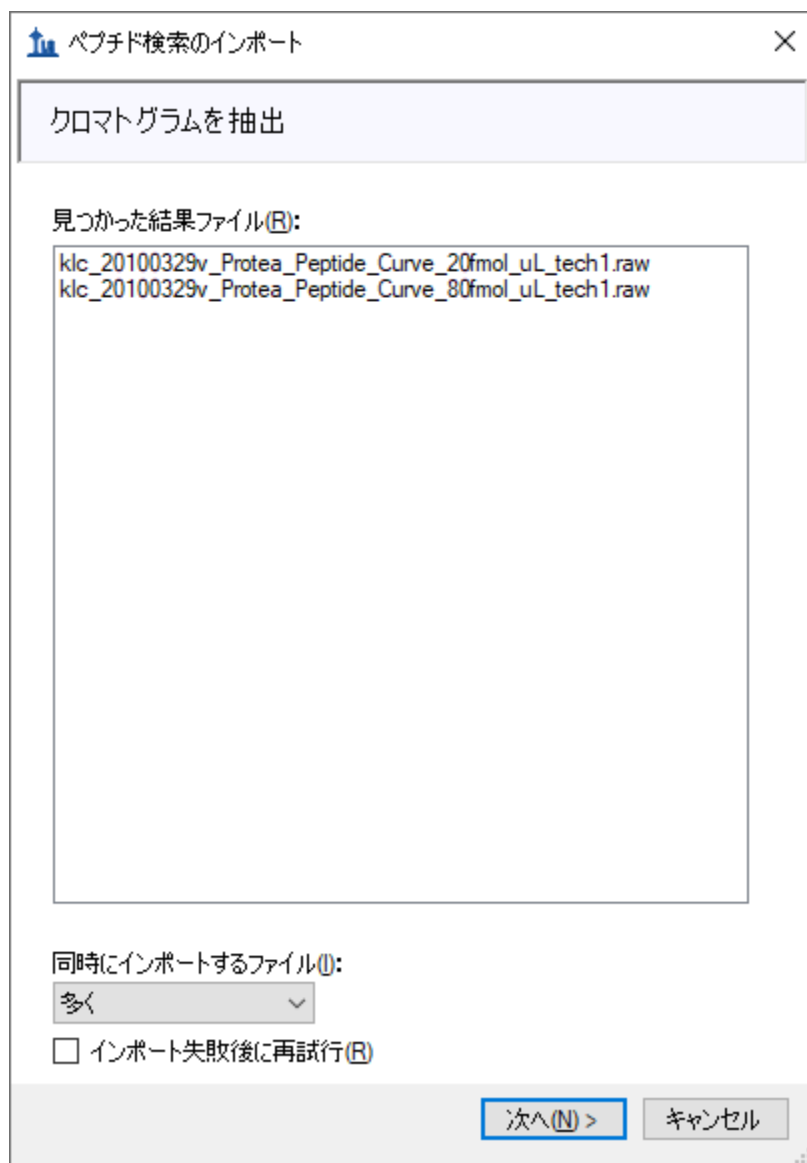 ペプチド検索のインポート
クロマトグラムを抽出
見つかった結果ファイル(R):
klc_20100329v_Protea_Peptide_Curve_20fmol_uL_tech1.raw
klc_20100329v_Protea_Peptide_Curve_80fmol_uL_tech1.raw
同時にインポートするファイル(I):
多く
インポート失敗後に再試行(R)
次へ(N) >
キャンセル